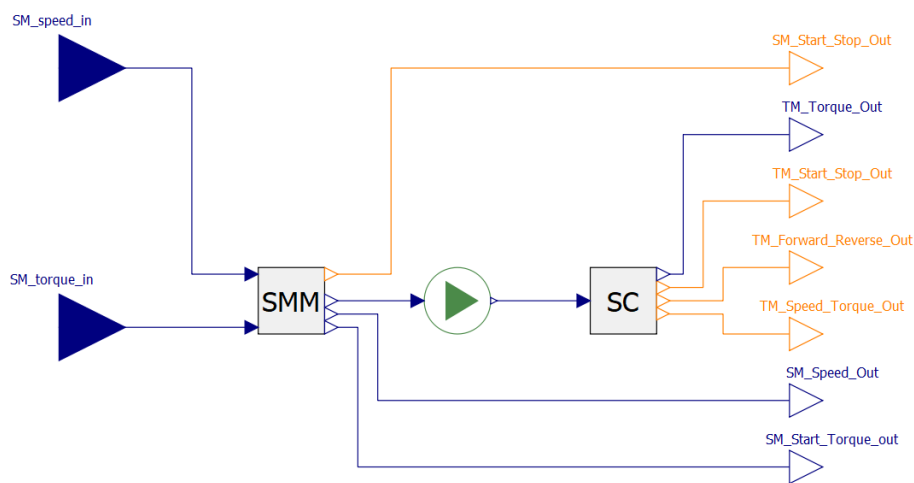 SM_speed_in
SM_Start_Stop_Out
TM_Torque_Out
TM_Start_Stop_Out
TM_Forward_Reverse_Out
SM_torque_in
SMM
SC
TM_Speed_Torque_Out
SM_Speed_Out
SM_Start_Torque_out